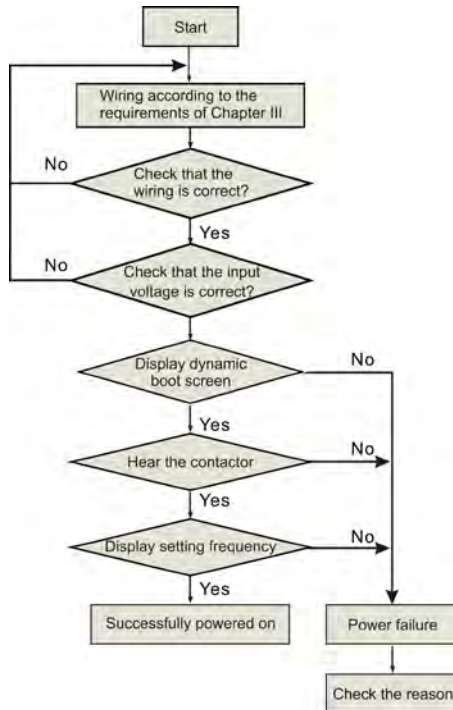 Start
Wiring according to the
requirements of Chapter III
No
Check that the
wiring is correct?
Yes
No
Check that the input
voltage is correct?
Display dynamic
boot screen
No
Yes
Hear the contactor
No
Yes
Display setting frequency
No
Yes
Successfully powered on
Power failure
Check the reason